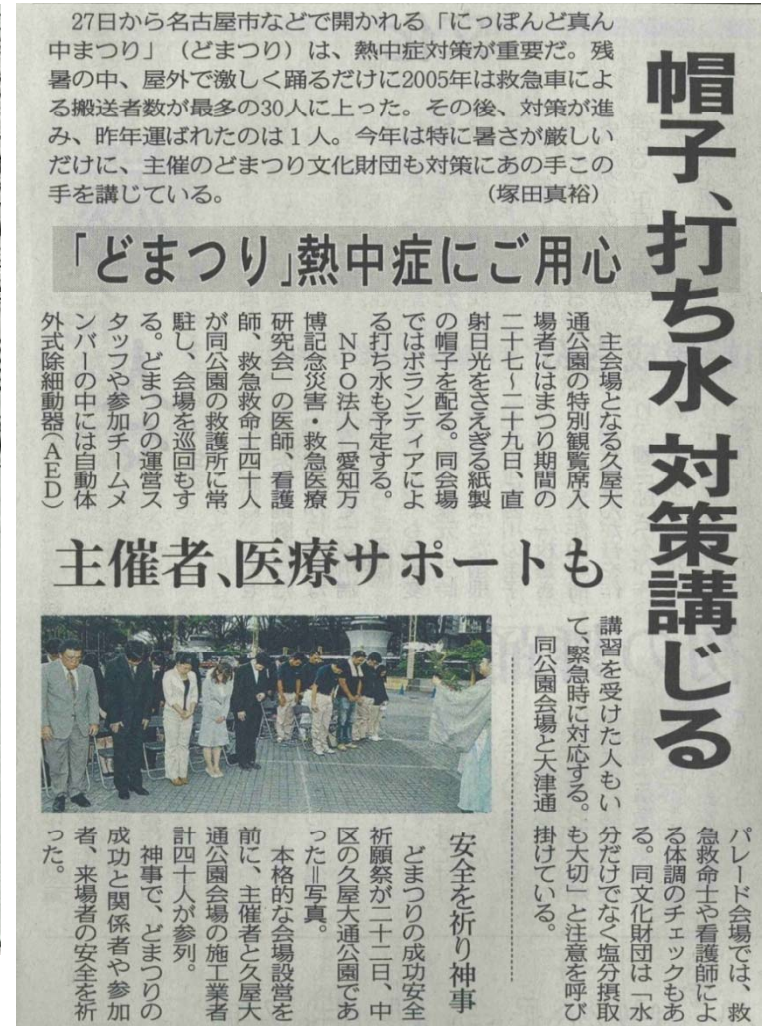 帽子、打ち水 対策講じる
　27日から名古屋市などで開かれる「にっぽんど真ん
中まつり」（どまつり）は、熱中症対策が重要だ。残
暑の中、屋外で激しく踊るだけに2005年は救急車によ
る搬送者数が最多の30人に上った。その後、対策が進
み、昨年運ばれたのは１人。今年は特に暑さが厳しい
だけに、主催のどまつり文化財団も対策にあの手この
手を講じている。　（塚田真裕）
「どまつり」熱中症にご用心
　主会場となる久屋大
通公園の特別観覧席入
場者にはまつり期間の
二十七〜二十九日、直
射日光をさえぎる紙製
の帽子を配る。同会場
ではボランティアによ
る打ち水も予定する。
　ＮＰＯ法人「愛知万
博記念災害・救急医療
研究会」の医師、看護
師、救急救命士四十人
が同公園の救護所に常
駐し、会場を巡回もす
る。どまつりの運営ス
タッフや参加チームメ
ンバーの中には自動体
外式除細動器（ＡＥＤ）
主催者、医療サポートも
講習を受けた人もい
て、緊急時に対応する。
　同公園会場と大津通
パレード会場では、救
急救命士や看護師によ
る体調のチェックもあ
る。同文化財団は「水
分だけでなく塩分摂取
も大切」と注意を呼び
掛けている。
安全を祈り神事
　どまつりの成功安全
祈願祭が二十二日、中
区の久屋大通公園であ
った＝写真。
　本格的な会場設営を
前に、主催者と久屋大
通公園会場の施工業者
計四十人が参列。
　神事で、どまつりの
成功と関係者や参加
者、来場者の安全を祈
った。